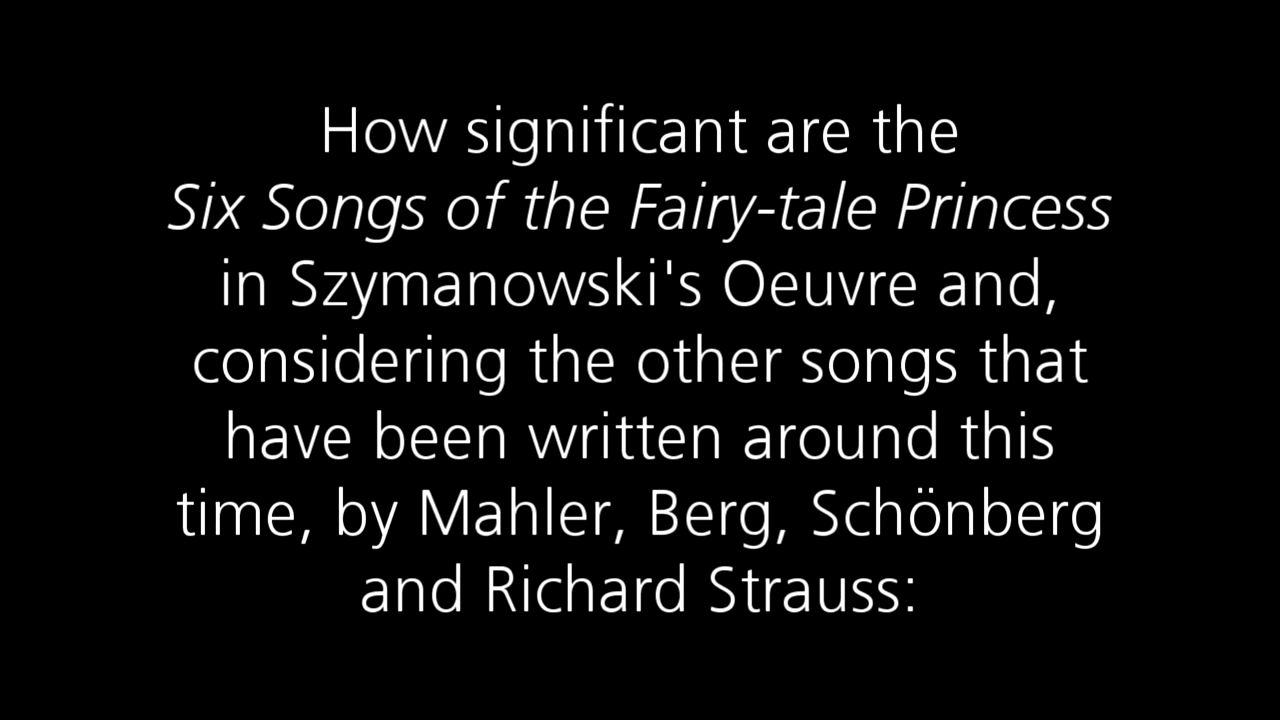 How significant are the
Six Songs of the Fairy-tale Princess
in Szymanowski's Oeuvre and,
considering the other songs that
have been written around this
time, by Mahler, Berg, Schönberg
and Richard Strauss: